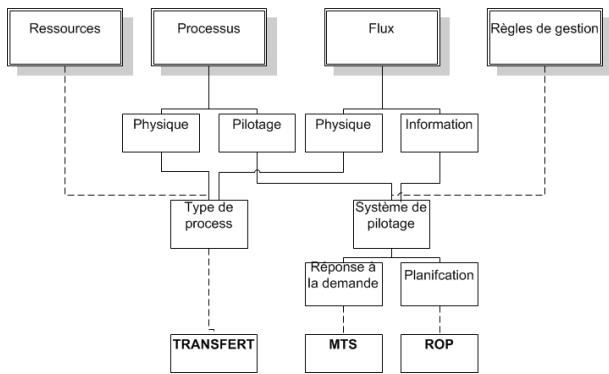 Ressources
Processus
Flux
Règles de gestion
Physique
Pilotage
Physique
Information
Type de
process
Système de
pilotage
Réponse à
la demande
Planifcation
TRANSFERT
MTS
ROP